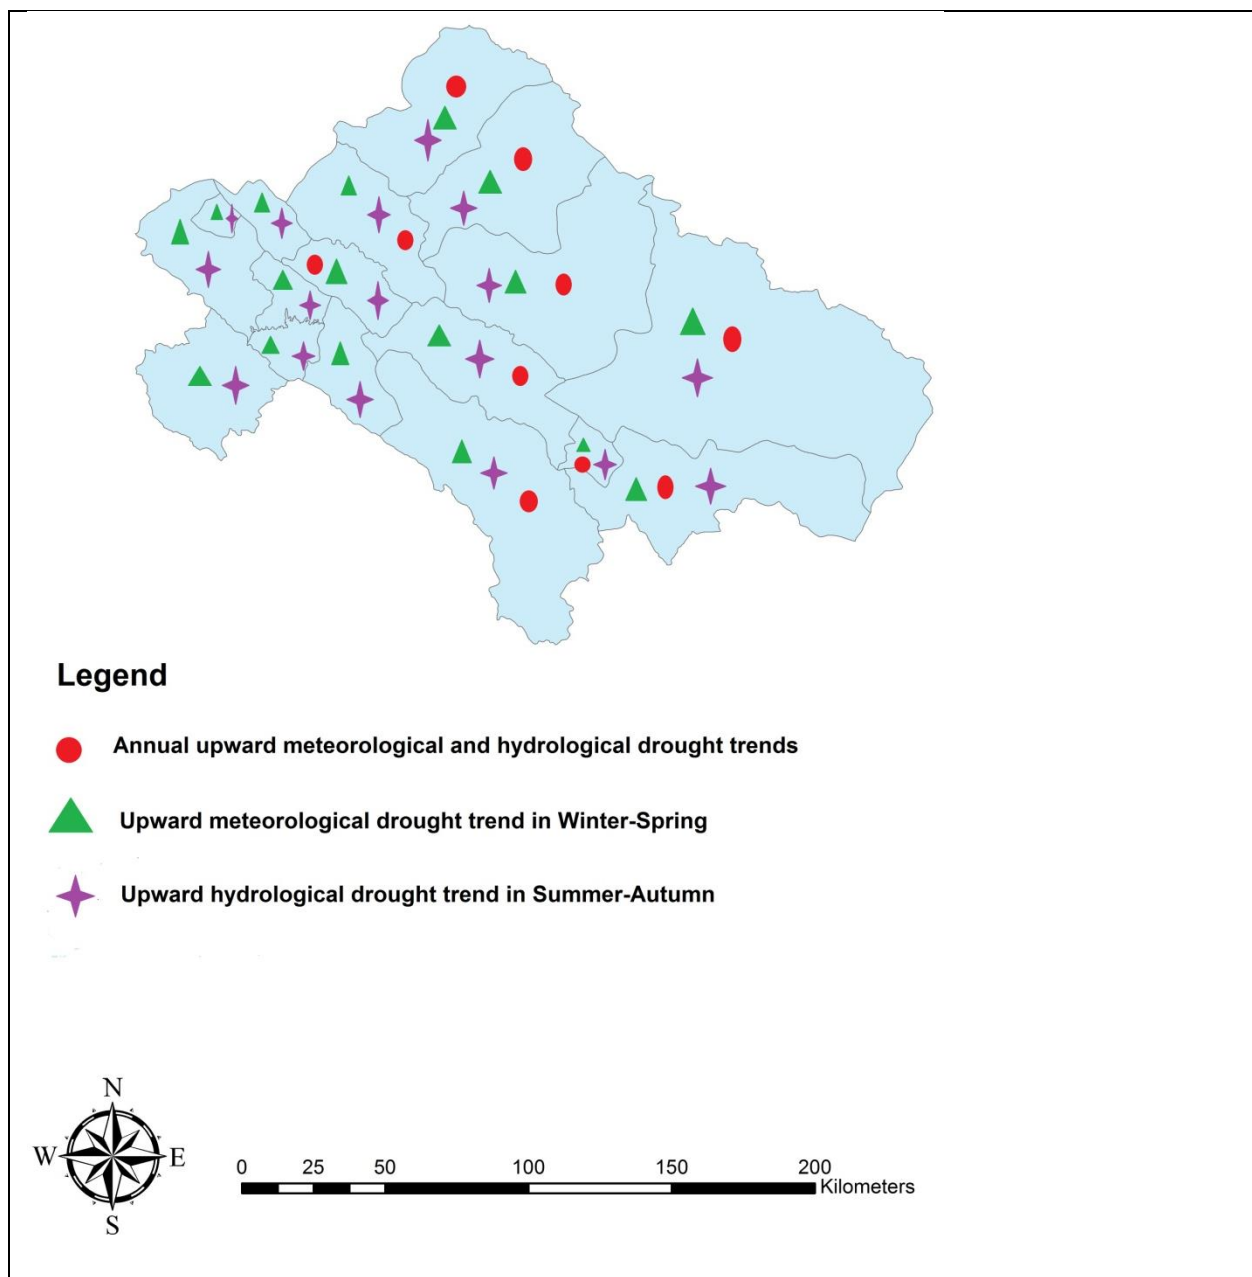 Legend
Annual upward meteorological and hydrological drought trends
Upward meteorological drought trend in Winter-Spring
Upward hydrological drought trend in Summer-Autumn
N
W E
S
0 25 50 100 150 200
Kilometers